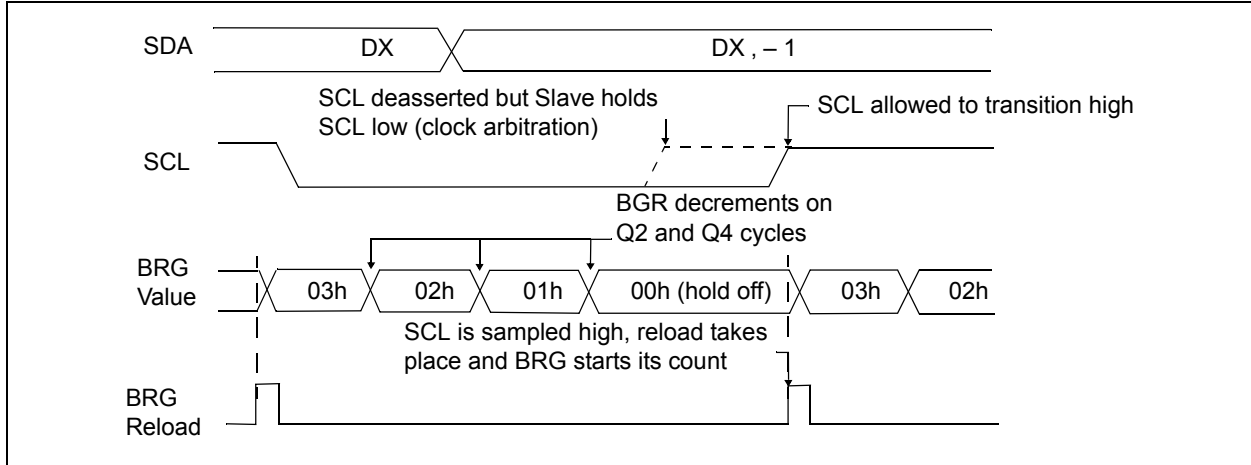 SDA
DX
DX , – 1
SCL deasserted but Slave holds
SCL low (clock arbitration)
SCL allowed to transition high
SCL
BGR decrements on
Q2 and Q4 cycles
BRG
Value
03h
02h
01h
00h (hold off)
03h
02h
SCL is sampled high, reload takes
place and BRG starts its count
BRG
Reload